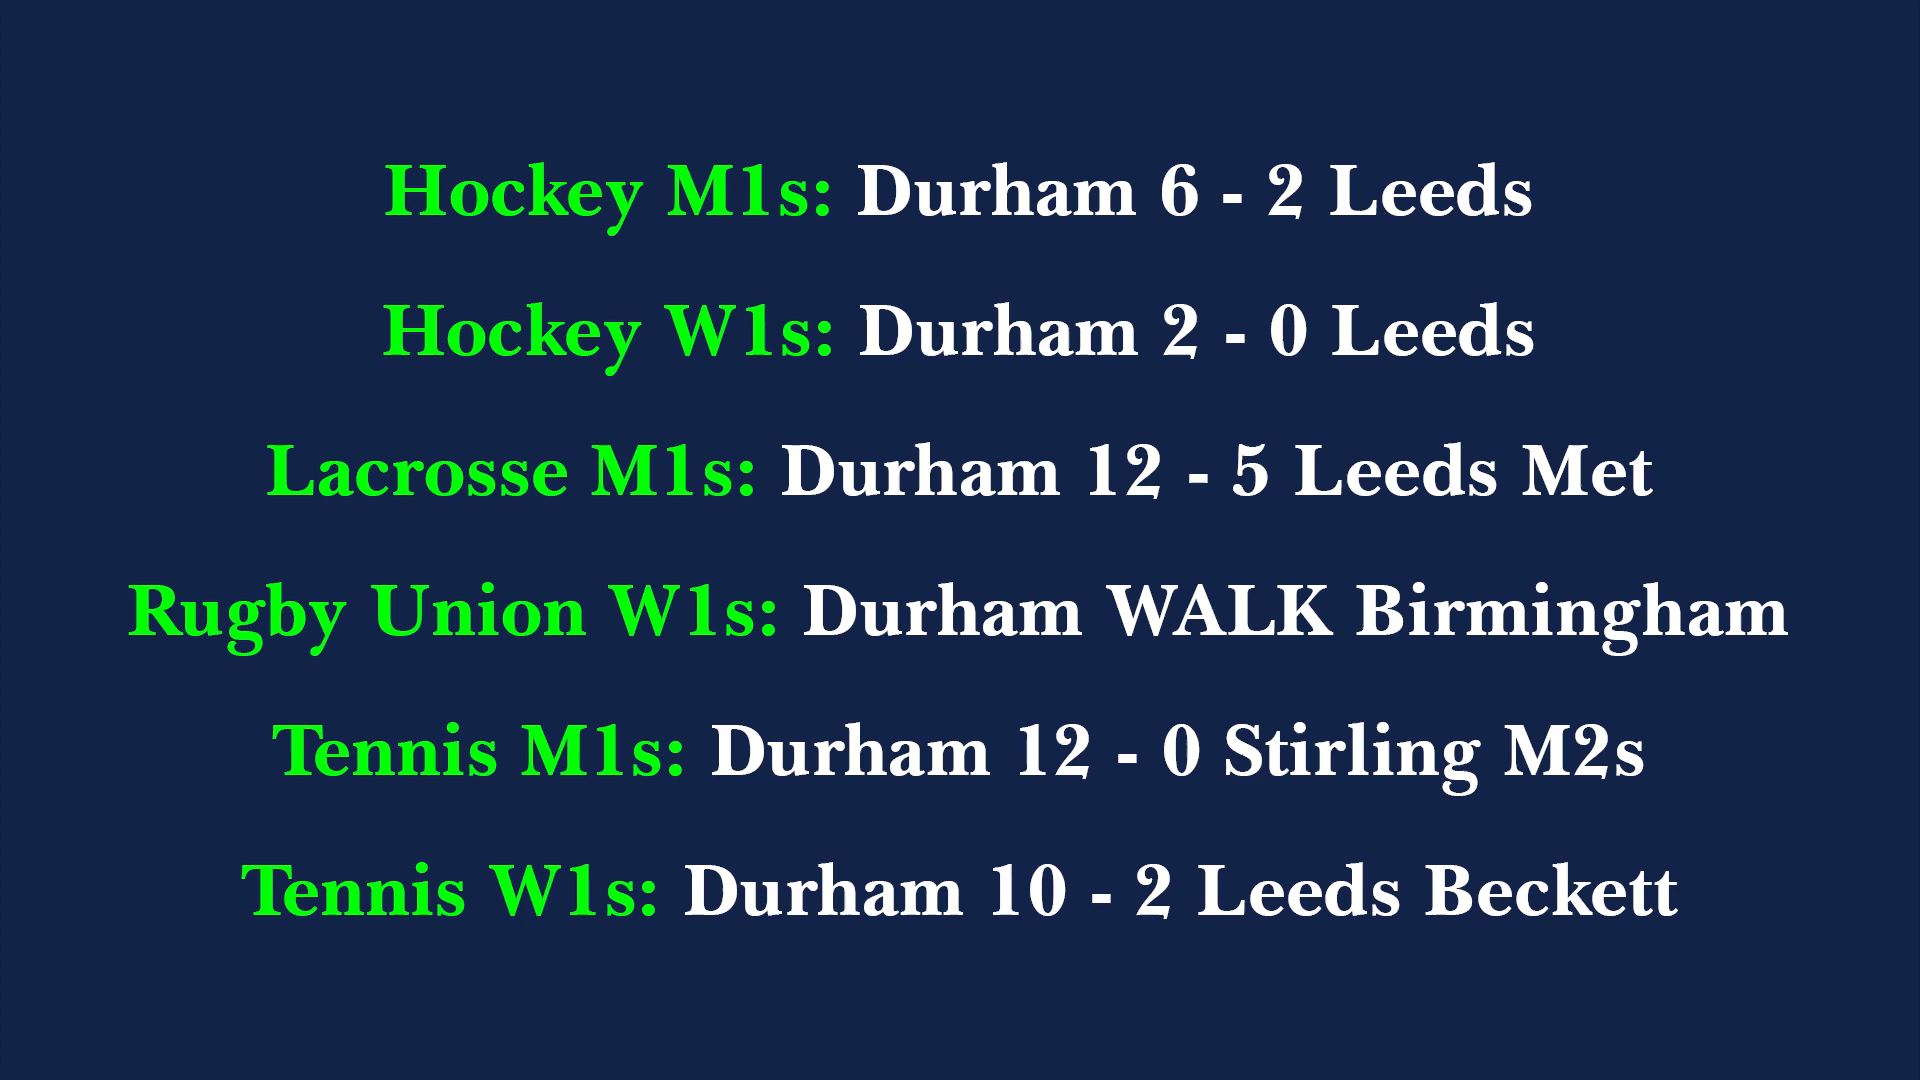 Hockey M1s: Durham 6 - 2 Leeds
Hockey W1s: Durham 2 - 0 Leeds
Lacrosse M1s: Durham 12 - 5 Leeds Met
Rugby Union W1s: Durham WALK Birmingham
Tennis M1s: Durham 12 - 0 Stirling M2s
Tennis W1s: Durham 10 - 2 Leeds Beckett